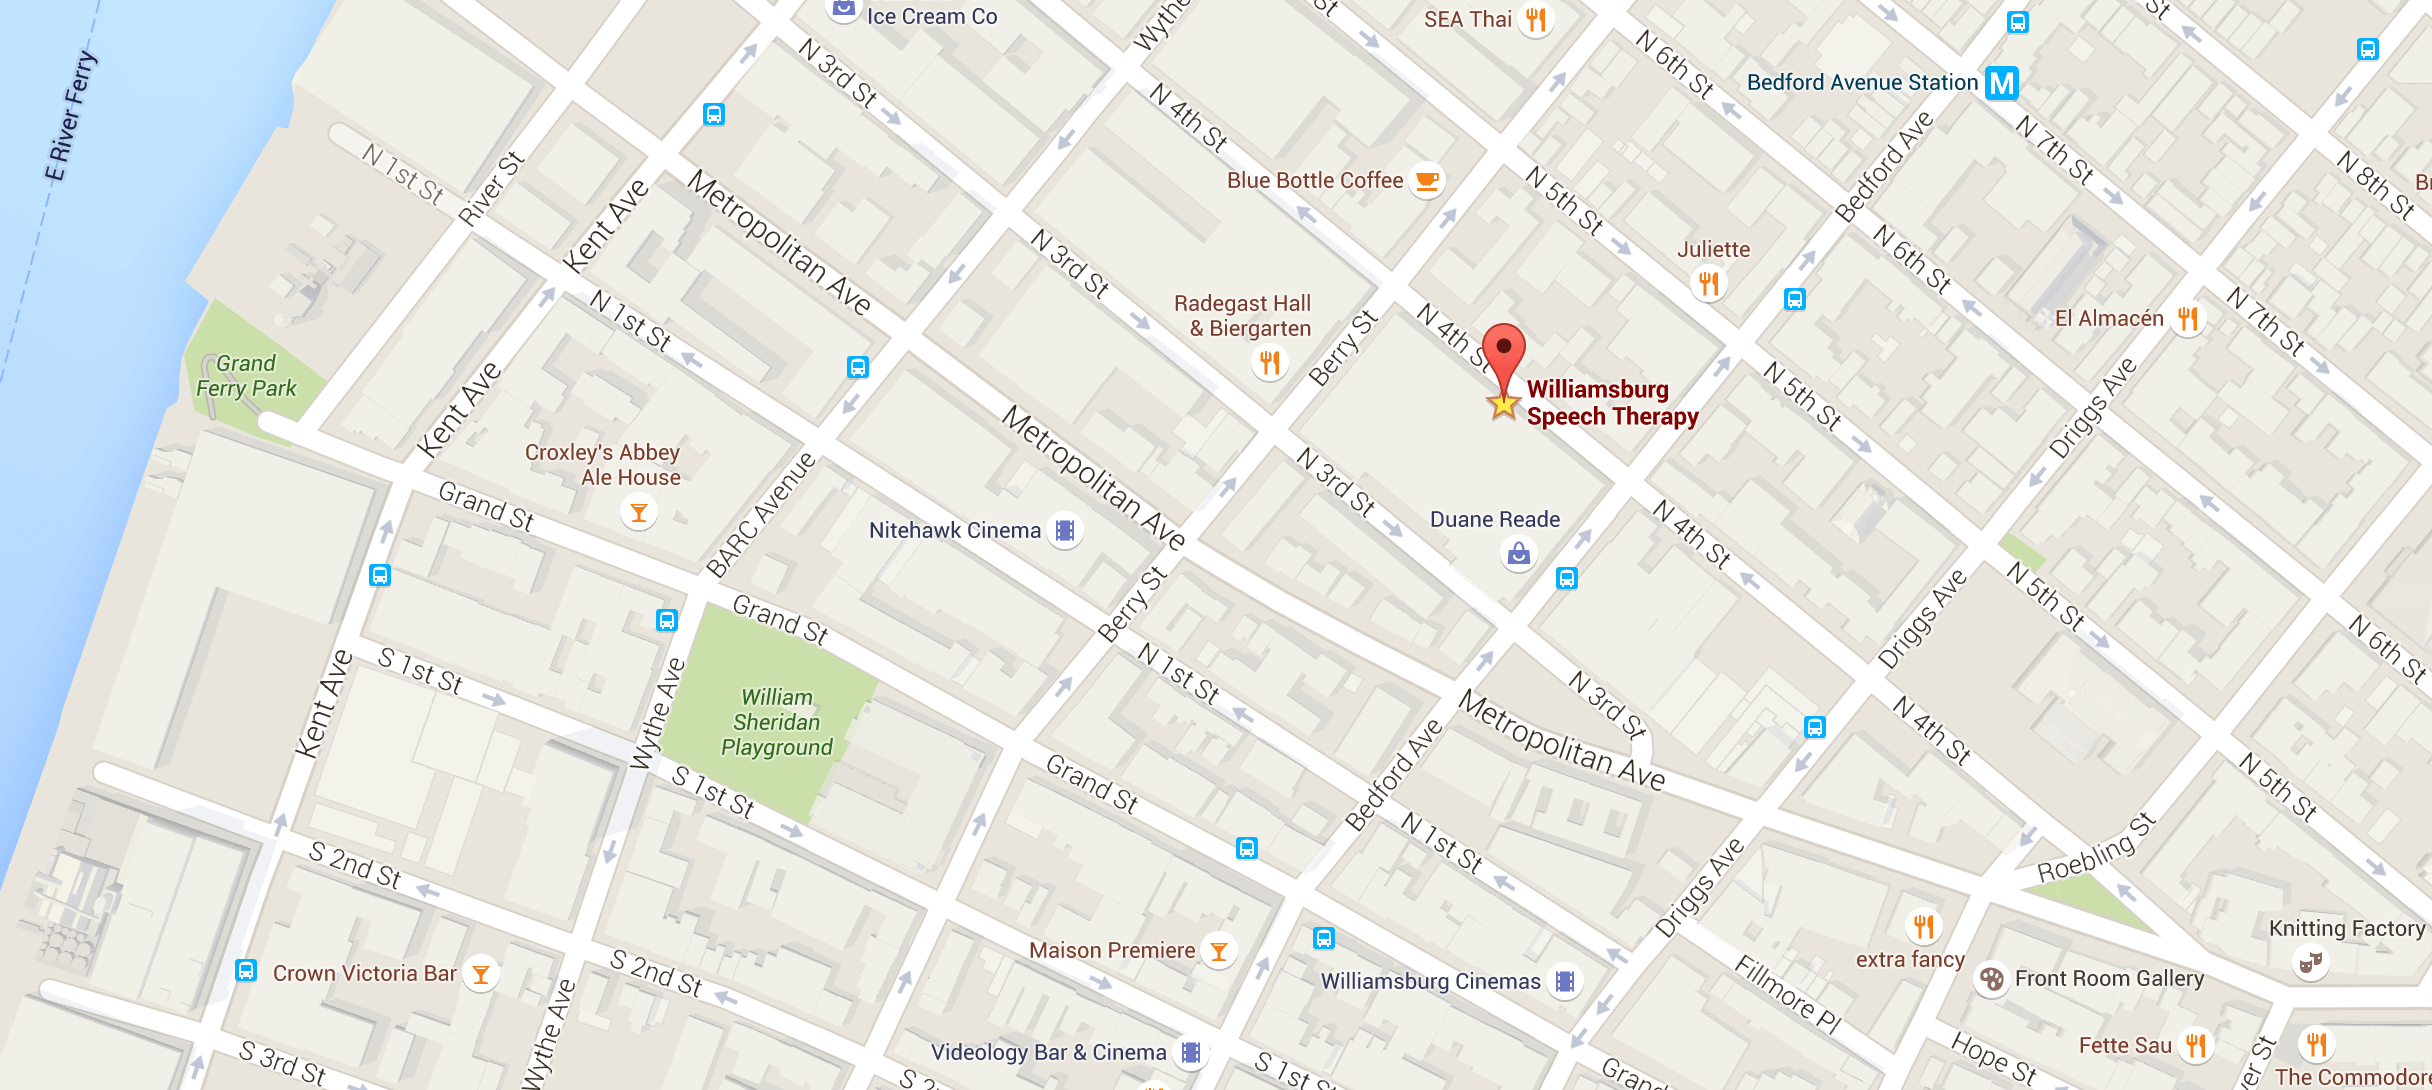 Ice Cream Co
Wythe
St
SEA Thai
St
E River Ferry
N 3rd St
N 6th St
Bedford Avenue Station
M
N 4th St
N 7th St
Bedford Ave
N 1st St
River St
Blue Bottle Coffee
N 8th St
Kent Ave
Metropolitan Ave
N 5th St
Juliette
N 6th St
N 3rd St
Radegast Hall
& Biergarten
El Almacén
N 7th St
N 1st St
N 4th St
Berry St
Grand
Ferry Park
Williamsburg
Speech Therapy
N 5th St
Driggs Ave
Kent Ave
Croxley's Abbey
Ale House
Metropolitan Ave
Grand St
BARC Avenue
N 3rd St
Nitehawk Cinema
Duane Reade
N 4th St
Berry St
Grand St
N 5th St
Driggs Ave
N 6th St
S 1st St
Kent Ave
Wythe Ave
William
Sheridan
Playground
N 1st St
N 3rd St
Metropolitan Ave
Bedford Ave
N 4th St
S 1st St
Grand St
N 5th St
S 2nd St
N 1st St
Driggs Ave
Roebling St
Knitting Factory
Maison Premiere
extra fancy
Crown Victoria Bar
S 2nd St
Williamsburg Cinemas
Fillmore Pl
Front Room Gallery
Wythe Ave
S 3rd St
Videology Bar & Cinema
S 1st St
Grand
Hope St
Fette Sau
The Commodore